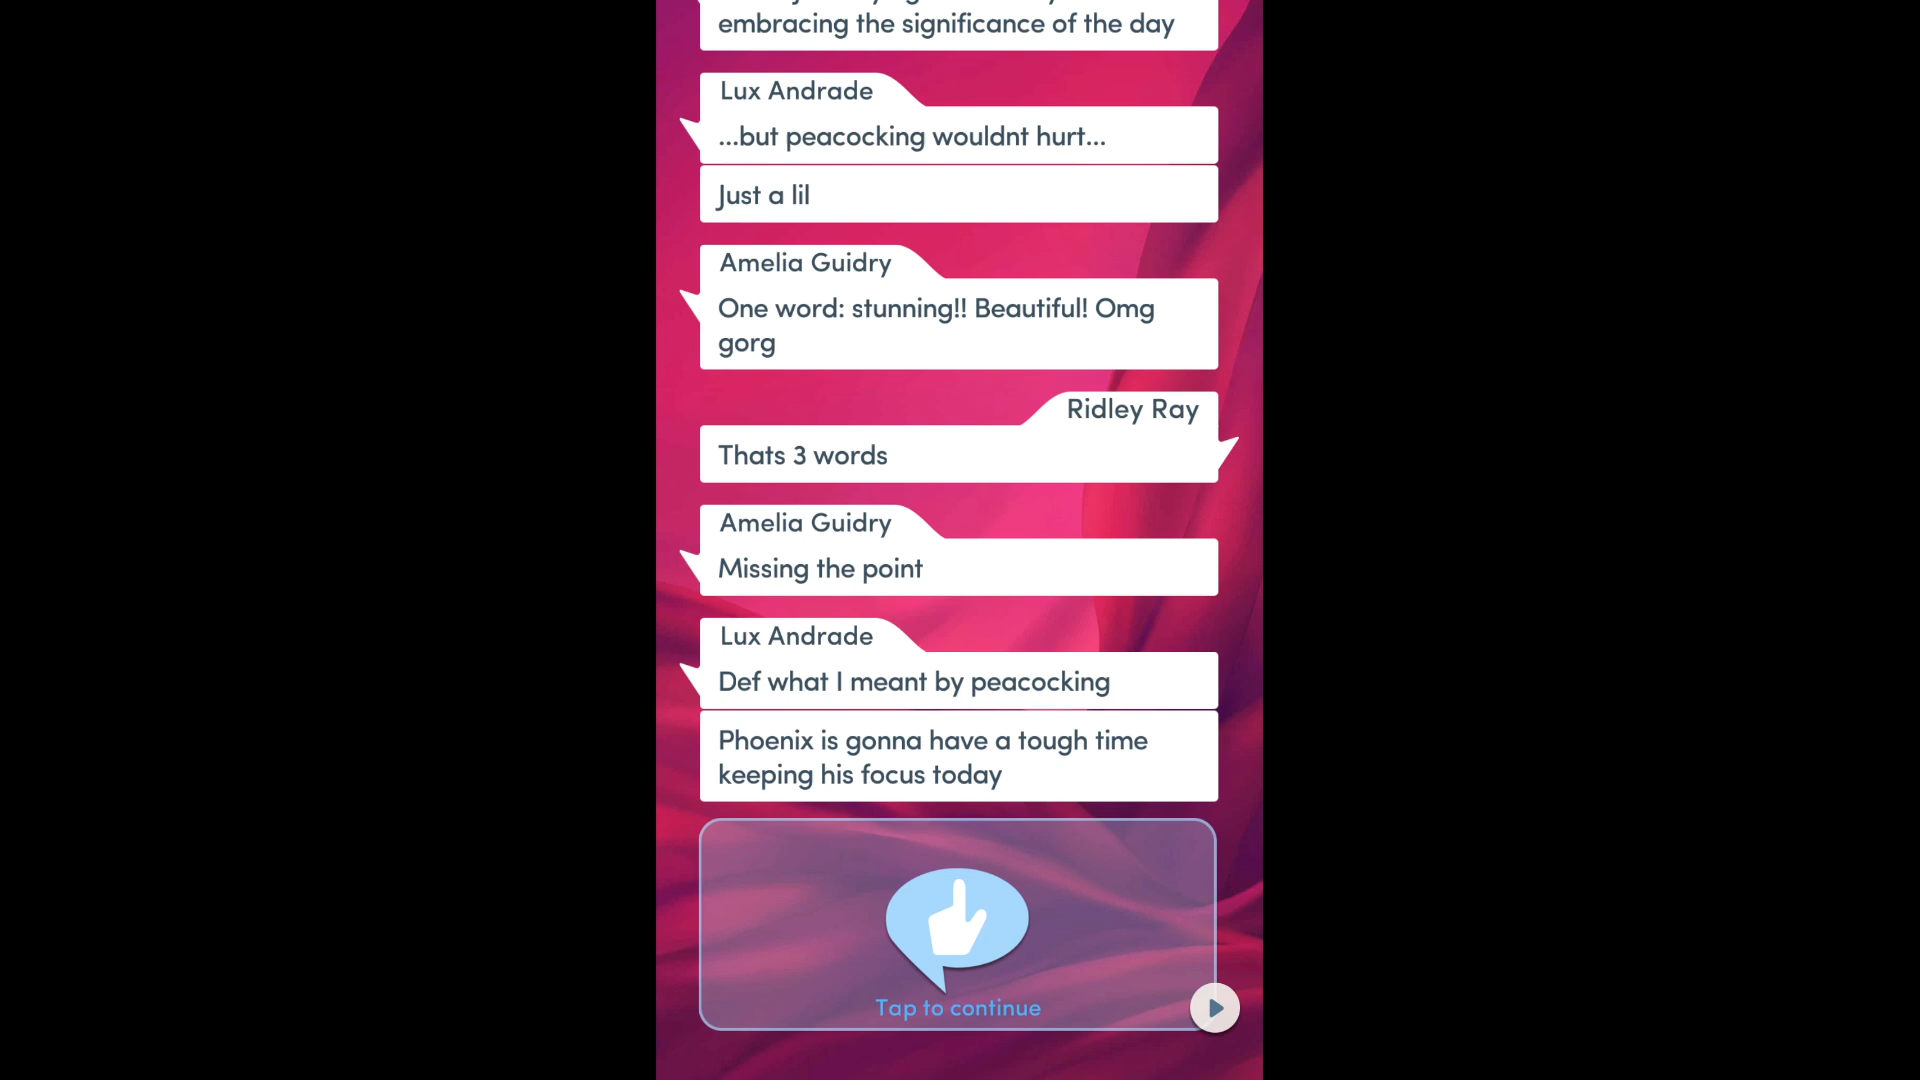 embracing the significance of the day
Lux Andrade
...but peacocking wouldnt hurt...
Just a lil
Amelia Guidry
One word: stunning!! Beautiful! Omg
gorg
Ridley Ray
Thats 3 words
Amelia Guidry
Missing the point
Lux Andrade
Def what I meant by peacocking
Phoenix is gonna have a tough time
keeping his focus today
Tap to continue